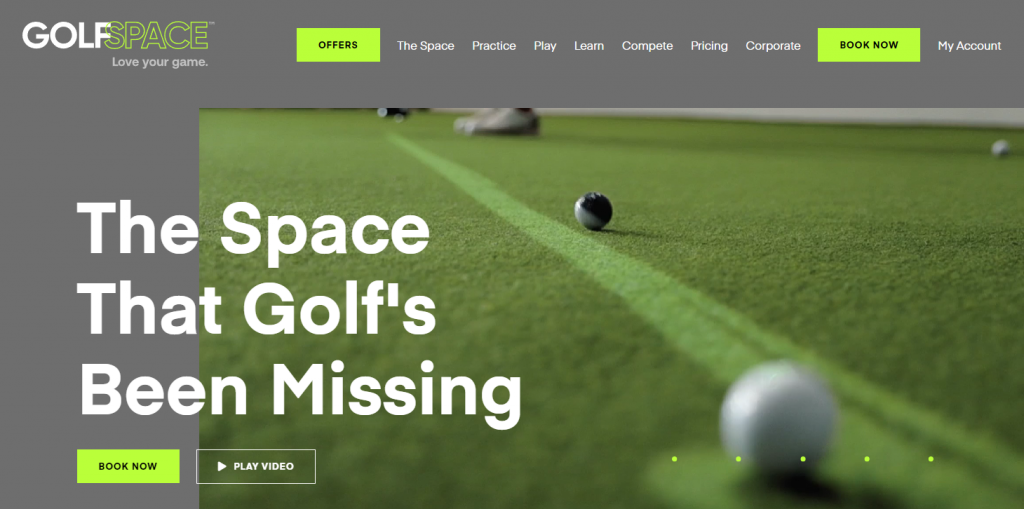 GOLFSPACE™
Love your game.
OFFERS
The Space
Practice
Play
Learn
Compete
Pricing
Corporate
BOOK NOW
My Account
The Space
That Golf's
Been Missing
BOOK NOW
PLAY VIDEO